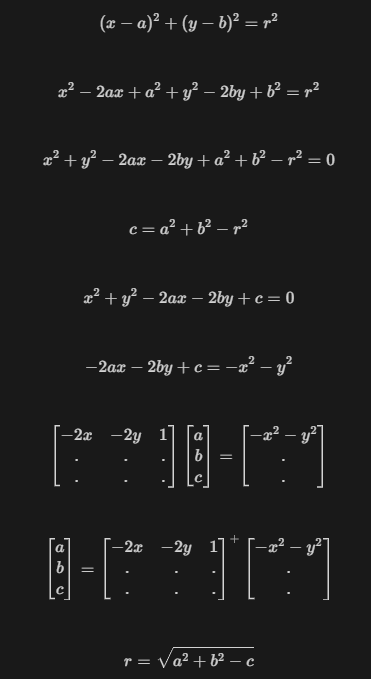 (x − a)² + (y − b)² = r²
x² − 2ax + a² + y² − 2by + b² = r²
x² + y² − 2ax − 2by + a² + b² − r² = 0
c = a² + b² − r²
x² + y² − 2ax − 2by + c = 0
−2ax − 2by + c = −x² − y²
[−2x −2y 1; . . .; . . .] [a; b; c] = [−x² − y²; .; .]
[a; b; c] = [−2x −2y 1; . . .; . . .]⁺ [−x² − y²; .; .]
r = √(a² + b² − c)